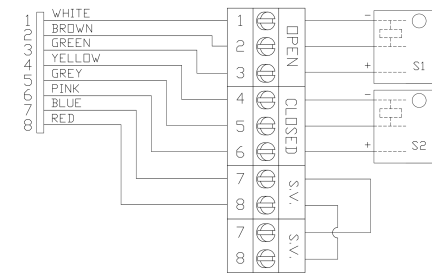 1 WHITE
2 BROWN
3 GREEN
4 YELLOW
5 GREY
6 PINK
7 BLUE
8 RED
1
2
3
OPEN
4
5
6
CLOSED
7
8
S.V.
7
8
S.V.
-
+
S1
-
+
S2